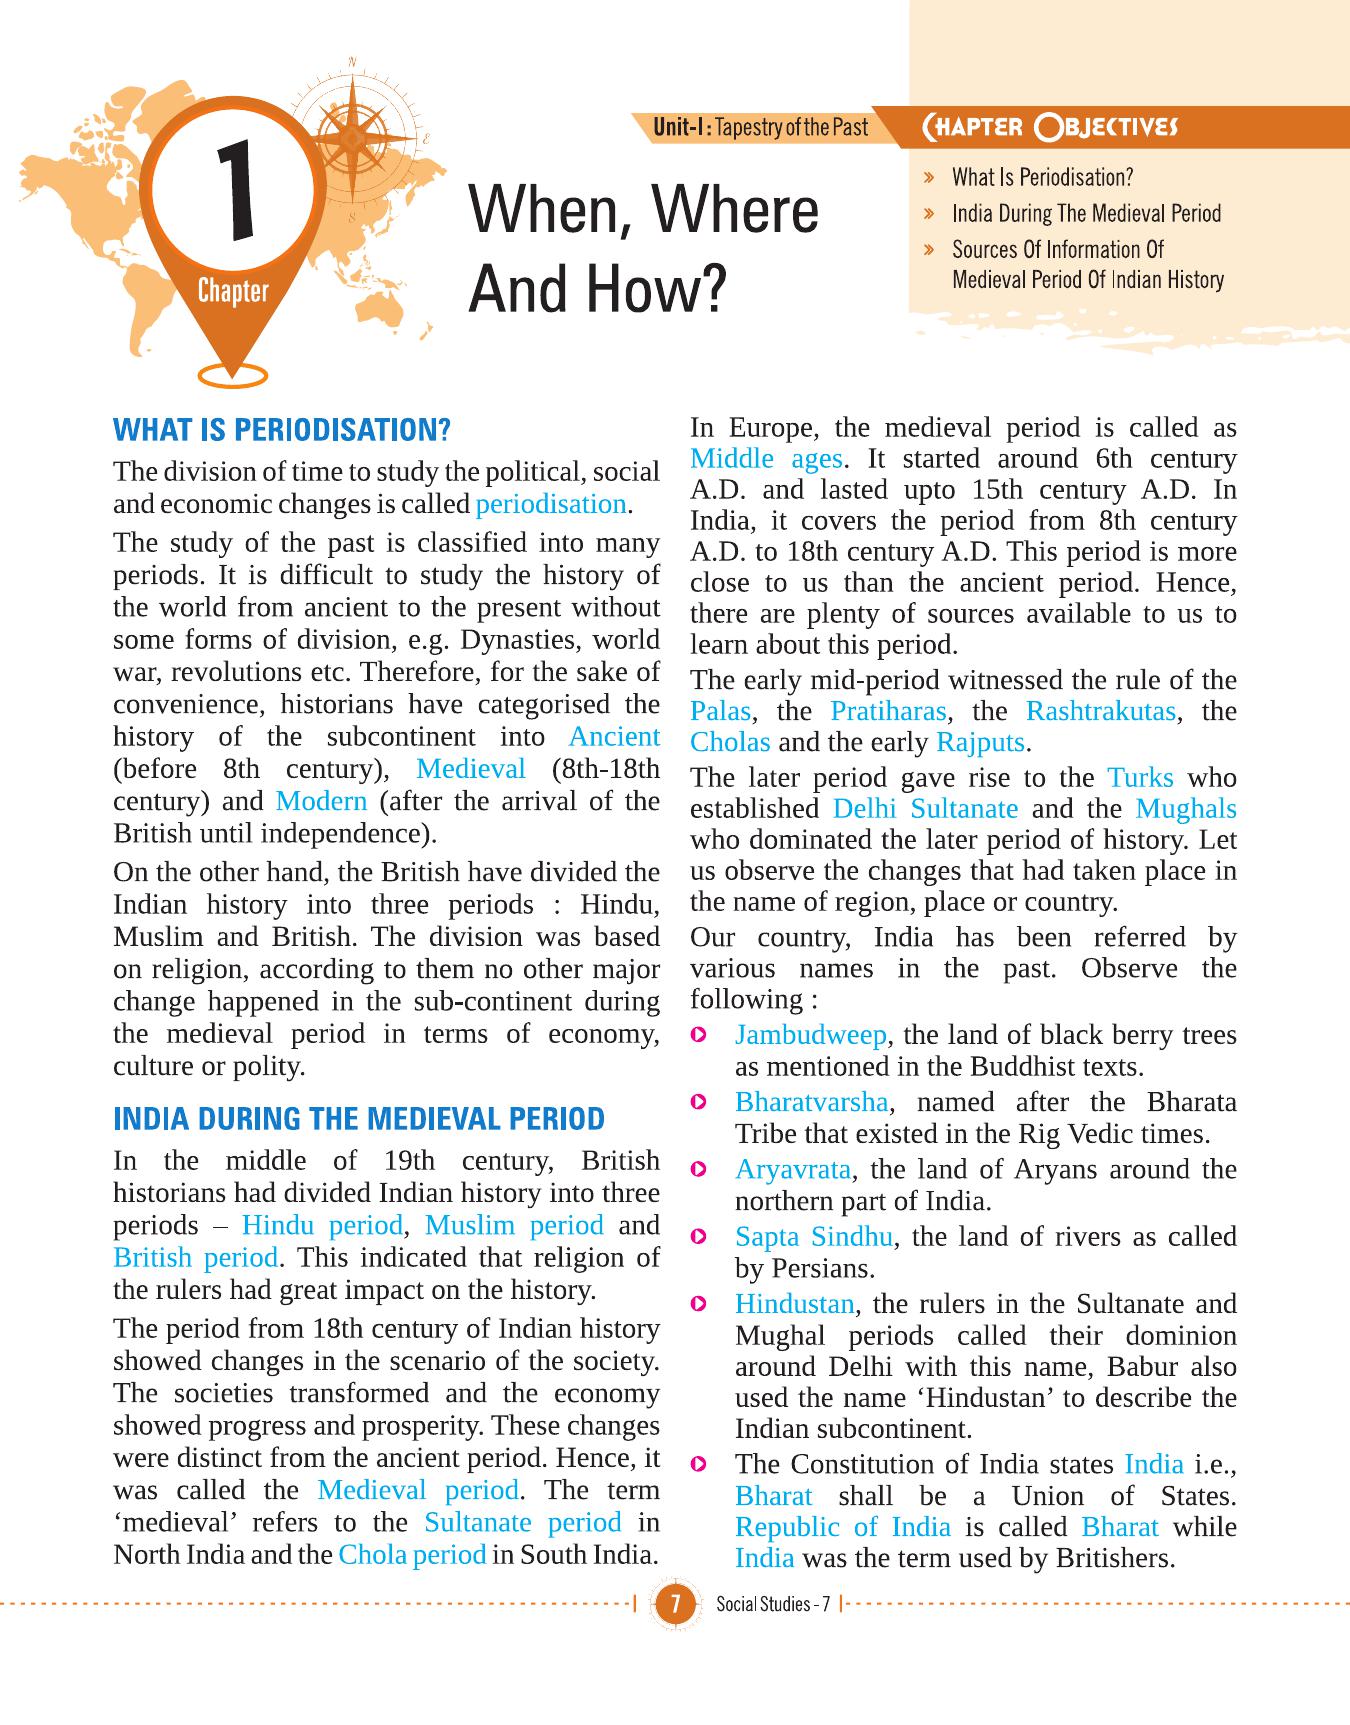 N
E
S
1
Chapter
Unit-I : Tapestry of the Past
When, Where
And How?
CHAPTER OBJECTIVES
What Is Periodisation?
India During The Medieval Period
Sources Of Information Of
Medieval Period Of Indian History
WHAT IS PERIODISATION?
The division of time to study the political, social
and economic changes is called periodisation.
The study of the past is classified into many
periods. It is difficult to study the history of
the world from ancient to the present without
some forms of division, e.g. Dynasties, world
war, revolutions etc. Therefore, for the sake of
convenience, historians have categorised the
history of the subcontinent into Ancient
(before 8th century), Medieval (8th-18th
century) and Modern (after the arrival of the
British until independence).
On the other hand, the British have divided the
Indian history into three periods : Hindu,
Muslim and British. The division was based
on religion, according to them no other major
change happened in the sub-continent during
the medieval period in terms of economy,
culture or polity.
INDIA DURING THE MEDIEVAL PERIOD
In the middle of 19th century, British
historians had divided Indian history into three
periods – Hindu period, Muslim period and
British period. This indicated that religion of
the rulers had great impact on the history.
The period from 18th century of Indian history
showed changes in the scenario of the society.
The societies transformed and the economy
showed progress and prosperity. These changes
were distinct from the ancient period. Hence, it
was called the Medieval period. The term
‘medieval’ refers to the Sultanate period in
North India and the Chola period in South India.
In Europe, the medieval period is called as
Middle ages. It started around 6th century
A.D. and lasted upto 15th century A.D. In
India, it covers the period from 8th century
A.D. to 18th century A.D. This period is more
close to us than the ancient period. Hence,
there are plenty of sources available to us to
learn about this period.
The early mid-period witnessed the rule of the
Palas, the Pratiharas, the Rashtrakutas, the
Cholas and the early Rajputs.
The later period gave rise to the Turks who
established Delhi Sultanate and the Mughals
who dominated the later period of history. Let
us observe the changes that had taken place in
the name of region, place or country.
Our country, India has been referred by
various names in the past. Observe the
following :
Jambudweep, the land of black berry trees
as mentioned in the Buddhist texts.
Bharatvarsha, named after the Bharata
Tribe that existed in the Rig Vedic times.
Aryavrata, the land of Aryans around the
northern part of India.
Sapta Sindhu, the land of rivers as called
by Persians.
Hindustan, the rulers in the Sultanate and
Mughal periods called their dominion
around Delhi with this name, Babur also
used the name ‘Hindustan’ to describe the
Indian subcontinent.
The Constitution of India states India i.e.,
Bharat shall be a Union of States.
Republic of India is called Bharat while
India was the term used by Britishers.
7
Social Studies - 7